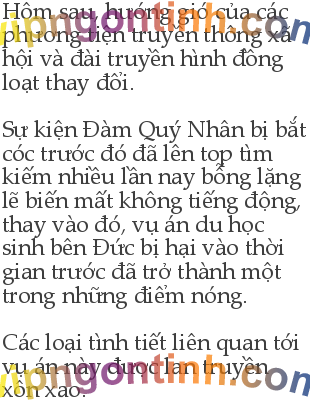 Hôm sau, hướng gió của các
phương tiện truyền thông xã
hội và đài truyền hình đồng
loạt thay đổi.
Sự kiện Đàm Quý Nhân bị bắt
cóc trước đó đã lên top tìm
kiếm nhiều lần nay bỗng lặng
lẽ biến mất không tiếng động,
thay vào đó, vụ án du học
sinh bên Đức bị hại vào thời
gian trước đã trở thành một
trong những điểm nóng.
Các loại tình tiết liên quan tới
vụ án này được lan truyền
xôn xao.
vipngontinh.com
vipngontinh.com